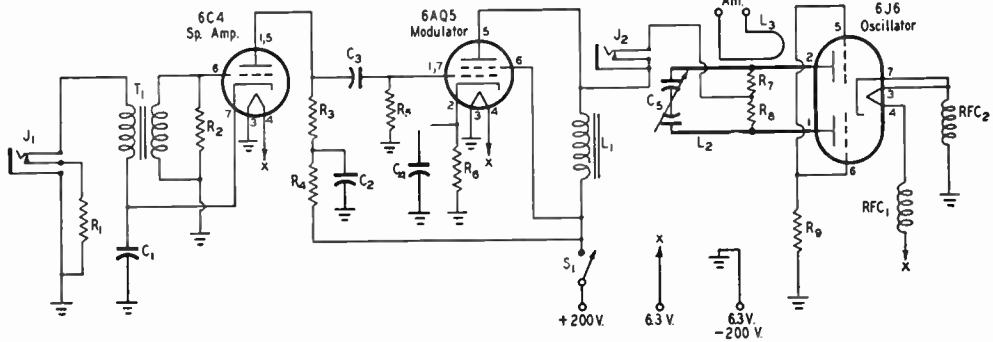 6C4
Sp. Amp.
6AQ5
Modulator
6J6
Oscillator
Ant.
L3
J2
J1
T1
R1
C1
R2
6
1,5
7
3
4
X
R3
R4
C3
C2
R5
1,7
5
6
2
3
4
X
R6
L1
C5
R7
R8
L2
2
1
5
6
7
3
4
RFC2
RFC1
X
R9
S1
+200 V.
X
6.3 V.
6.3 V.
-200 V.